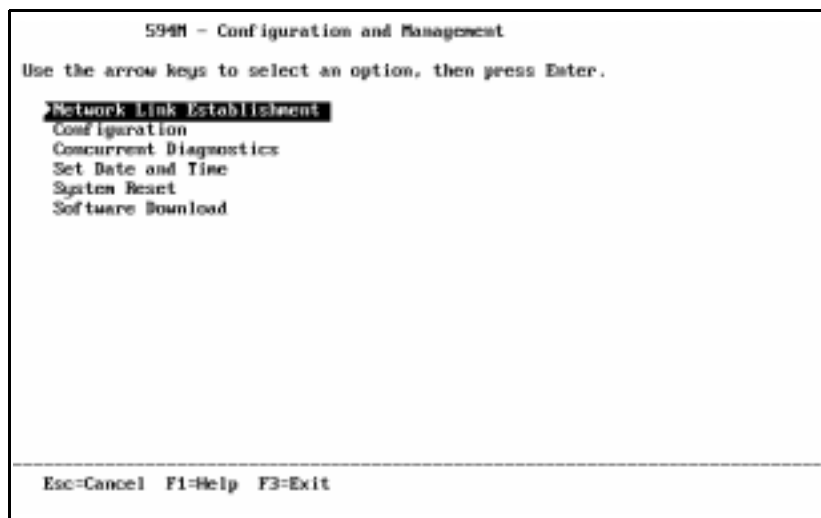 594M - Configuration and Management
Use the arrow keys to select an option, then press Enter.
Network Link Establishment
Configuration
Concurrent Diagnostics
Set Date and Time
System Reset
Software Download
Esc=Cancel F1=Help F3=Exit